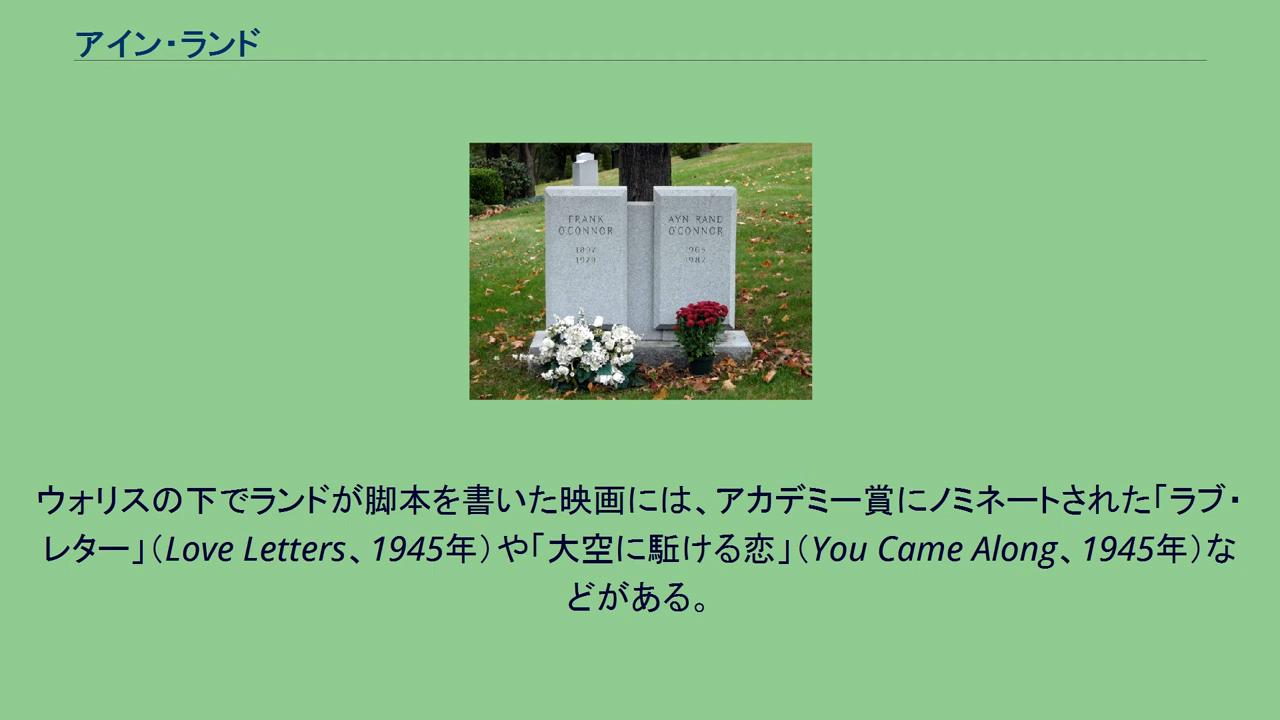 アイン・ランド
FRANK
O'CONNOR
1897
1979
AYN RAND
O'CONNOR
1905
1982
ウォリスの下でランドが脚本を書いた映画には、アカデミー賞にノミネートされた「ラブ・
レター」（Love Letters、1945年）や「大空に駈ける恋」（You Came Along、1945年）な
どがある。